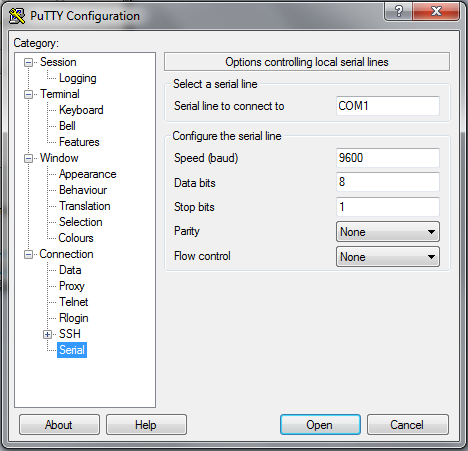 PuTTY Configuration
Category:
Session
Logging
Terminal
Keyboard
Bell
Features
Window
Appearance
Behaviour
Translation
Selection
Colours
Connection
Data
Proxy
Telnet
Rlogin
SSH
Serial
Options controlling local serial lines
Select a serial line
Serial line to connect to COM1
Configure the serial line
Speed (baud) 9600
Data bits 8
Stop bits 1
Parity None
Flow control None
About Help Open Cancel